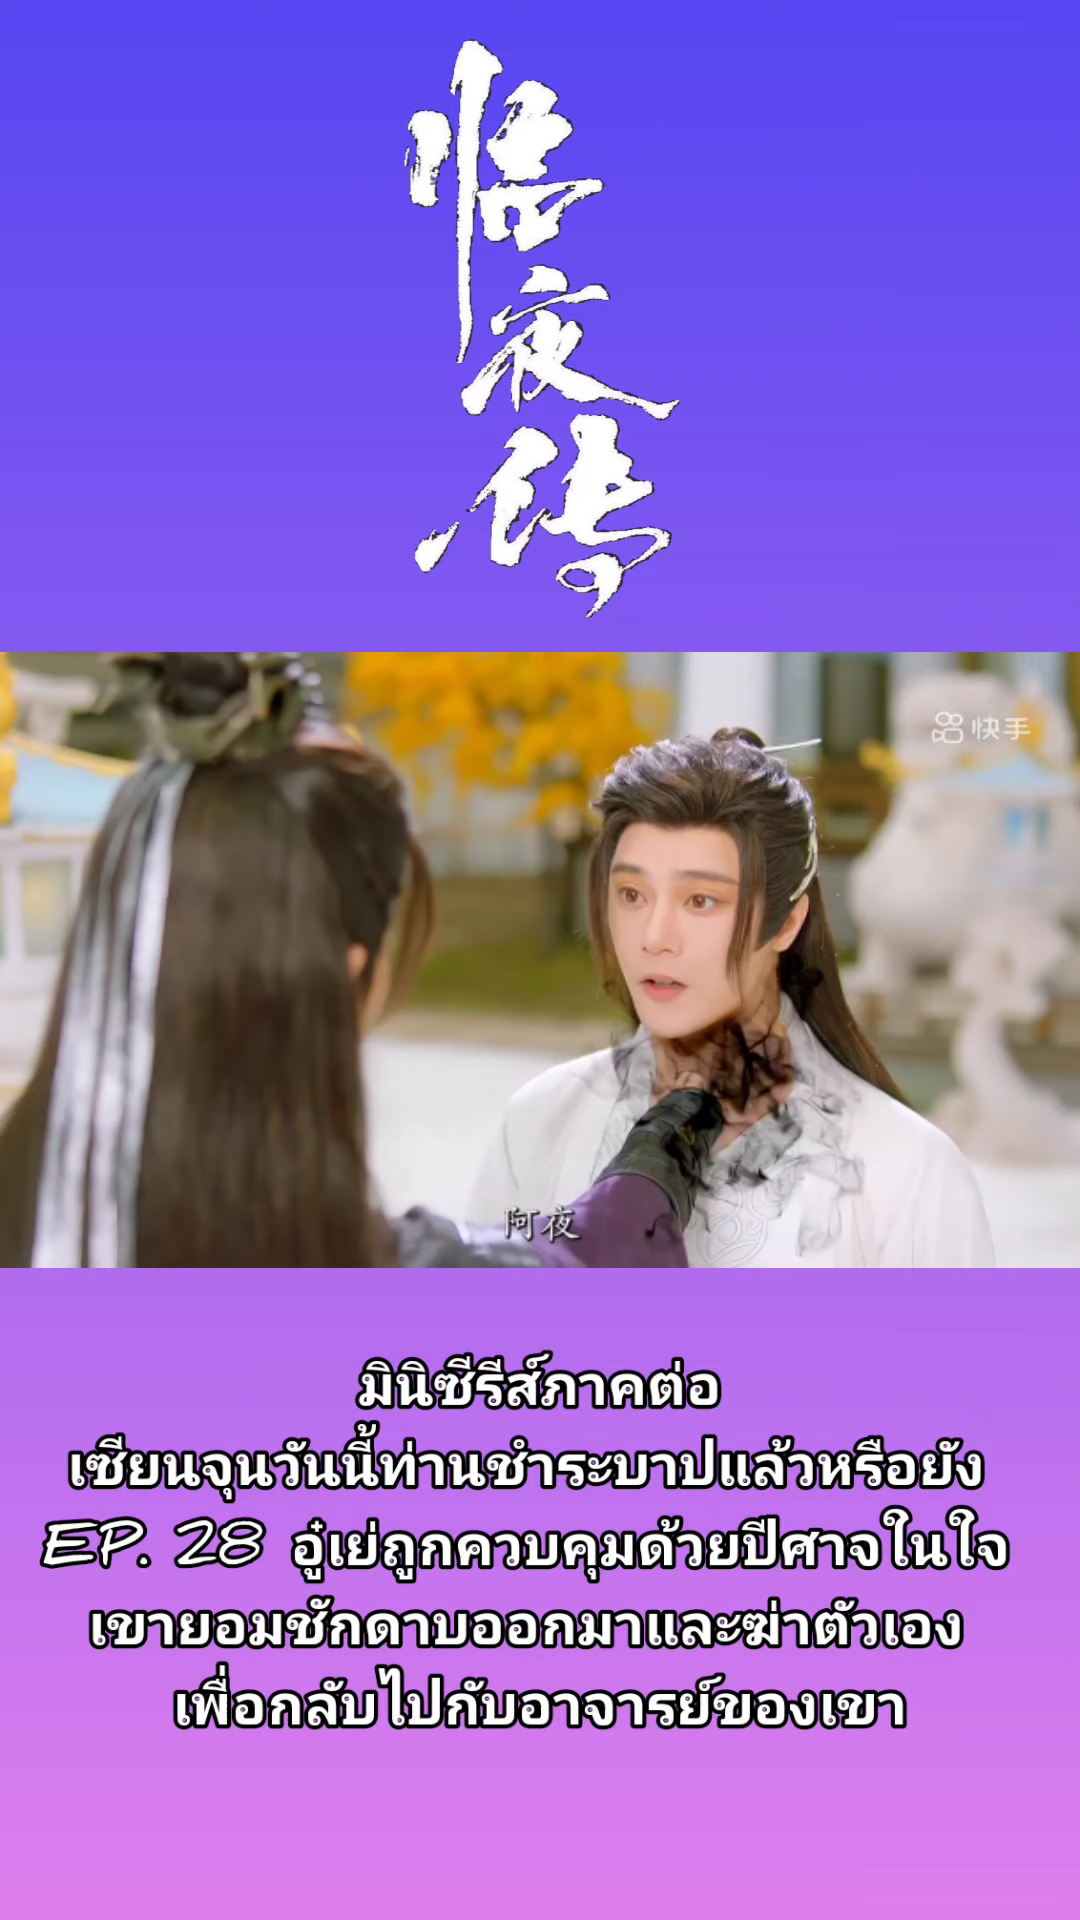 临
夜
传
快手
阿夜
มินิซีรีส์ภาคต่อ
เซียนจุนวันนี้ท่านชำระบาปแล้วหรือยัง
EP. 28 อู๋เย่ถูกควบคุมด้วยปีศาจในใจ
เขายอมชักดาบออกมาและฆ่าตัวเอง
เพื่อกลับไปกับอาจารย์ของเขา